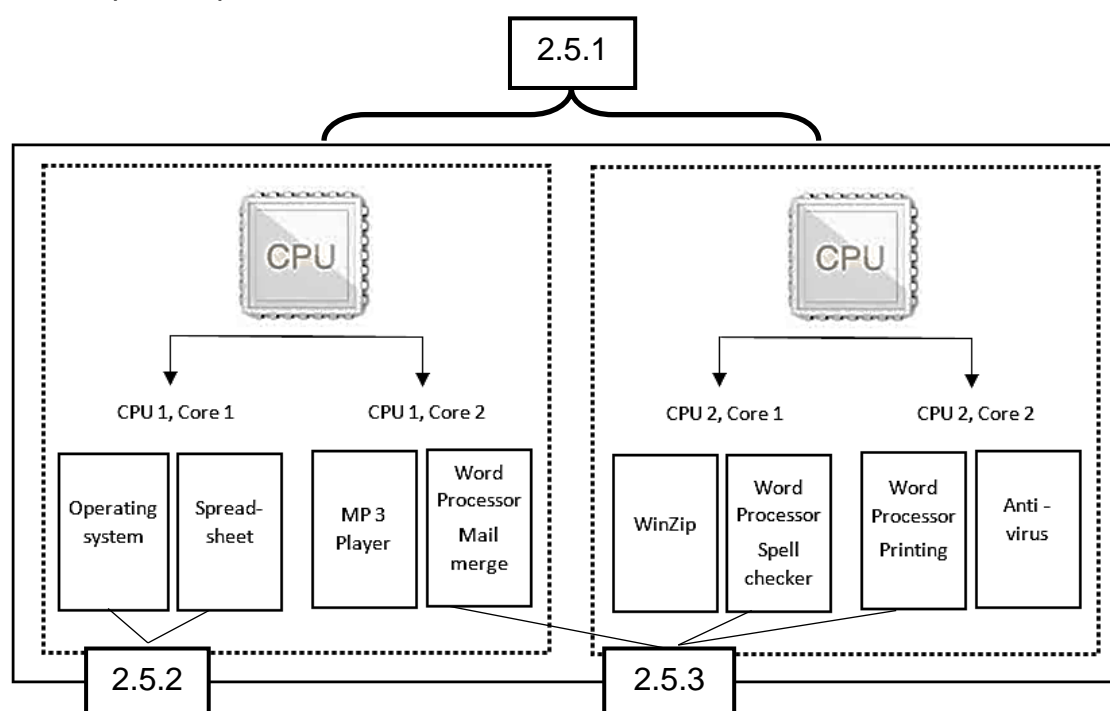 2.5.1
CPU
CPU
CPU 1, Core 1
CPU 1, Core 2
CPU 2, Core 1
CPU 2, Core 2
Operating
system
Spread-
sheet
MP 3
Player
Word
Processor
Mail
merge
WinZip
Word
Processor
Spell
checker
Word
Processor
Printing
Anti -
virus
2.5.2
2.5.3